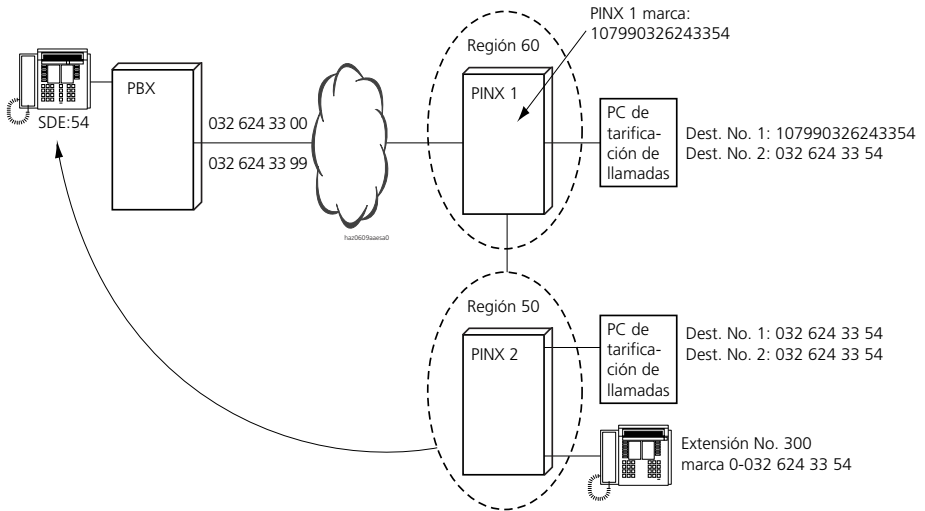 PINX 1 marca:
107990326243354
Región 60
PBX
PINX 1
SDE:54
032 624 33 00
032 624 33 99
PC de
tarifica-
ción de
llamadas
Dest. No. 1: 107990326243354
Dest. No. 2: 032 624 33 54
haz0609aaesa0
Región 50
PINX 2
PC de
tarifica-
ción de
llamadas
Dest. No. 1: 032 624 33 54
Dest. No. 2: 032 624 33 54
Extensión No. 300
marca 0-032 624 33 54